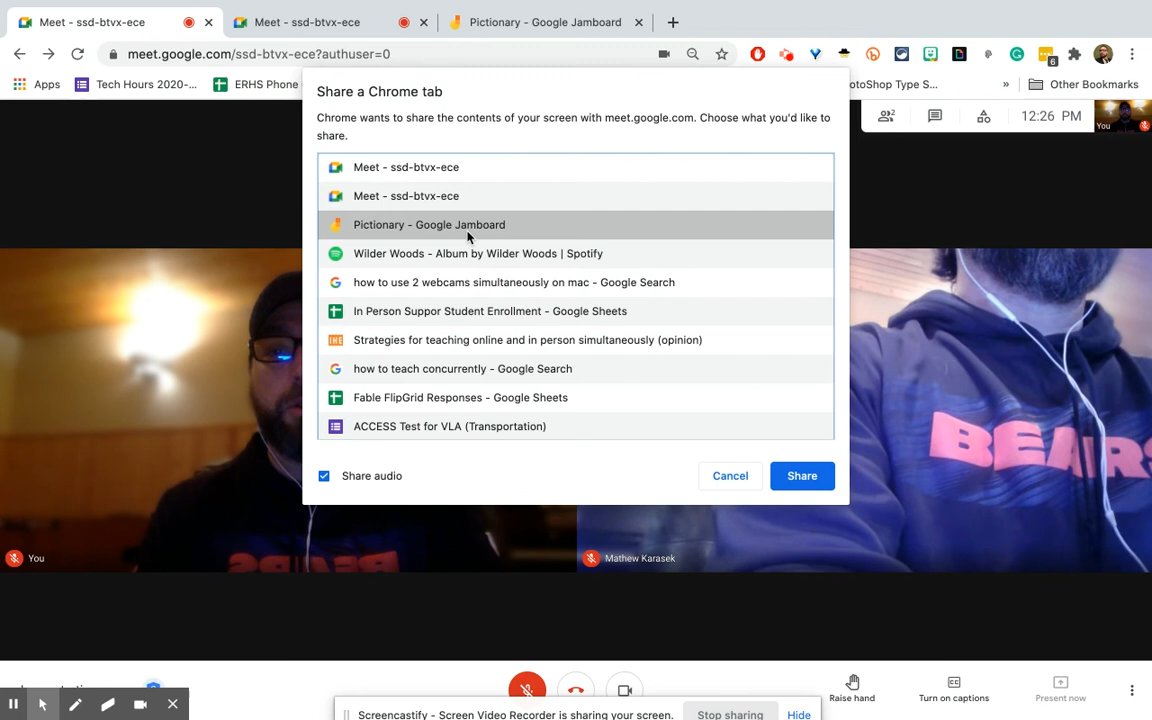 Meet - ssd-btvx-ece
Meet - ssd-btvx-ece
Pictionary - Google Jamboard
meet.google.com/ssd-btvx-ece?authuser=0
6
Apps
Tech Hours 2020-...
ERHS Phone
otoShop Type S...
»
Other Bookmarks
Share a Chrome tab
Chrome wants to share the contents of your screen with meet.google.com. Choose what you'd like to
share.
2
12:26 PM
You
Meet - ssd-btvx-ece
Meet - ssd-btvx-ece
Pictionary - Google Jamboard
Wilder Woods - Album by Wilder Woods | Spotify
how to use 2 webcams simultaneously on mac - Google Search
In Person Suppor Student Enrollment - Google Sheets
IHE
Strategies for teaching online and in person simultaneously (opinion)
how to teach concurrently - Google Search
Fable FlipGrid Responses - Google Sheets
ACCESS Test for VLA (Transportation)
Share audio
Cancel
Share
BEARS
You
Mathew Karasek
Raise hand
Turn on captions
Present now
Screencastify - Screen Video Recorder is sharing your screen.
Stop sharing
Hide